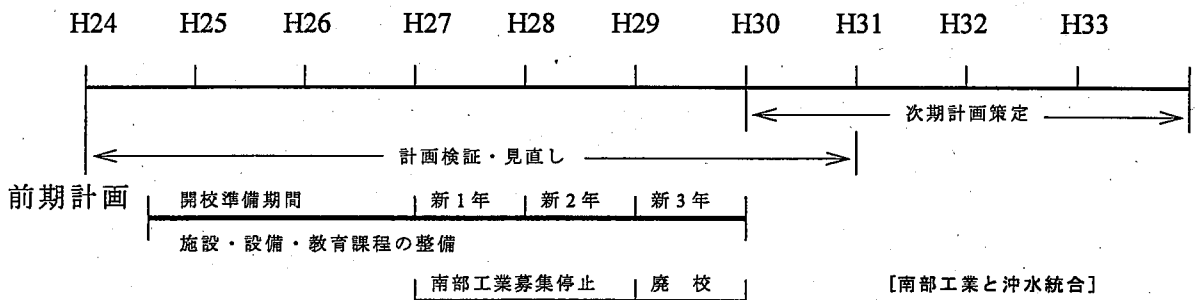 H24 H25 H26 H27 H28 H29 H30 H31 H32 H33
次期計画策定
計画検証・見直し
前期計画 開校準備期間 新1年 新2年 新3年
施設・設備・教育課程の整備
南部工業募集停止 廃 校 [南部工業と沖水統合]